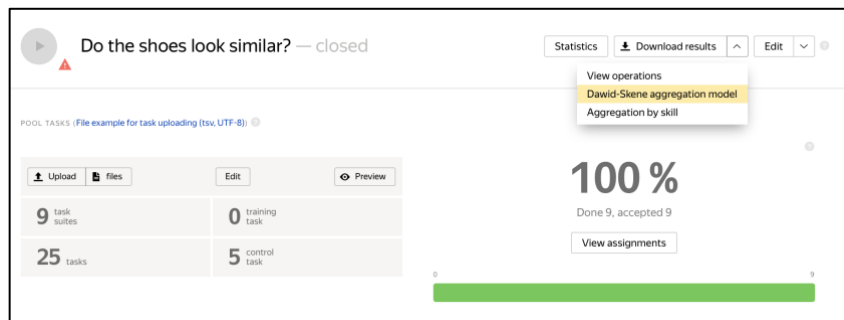 Do the shoes look similar? — closed
Statistics
Download results
Edit
View operations
Dawid-Skene aggregation model
Aggregation by skill
POOL TASKS (File example for task uploading (tsv, UTF-8)) ?
Upload
files
Edit
Preview
9 task suites
0 training task
25 tasks
5 control task
100 %
Done 9, accepted 9
View assignments
0
9